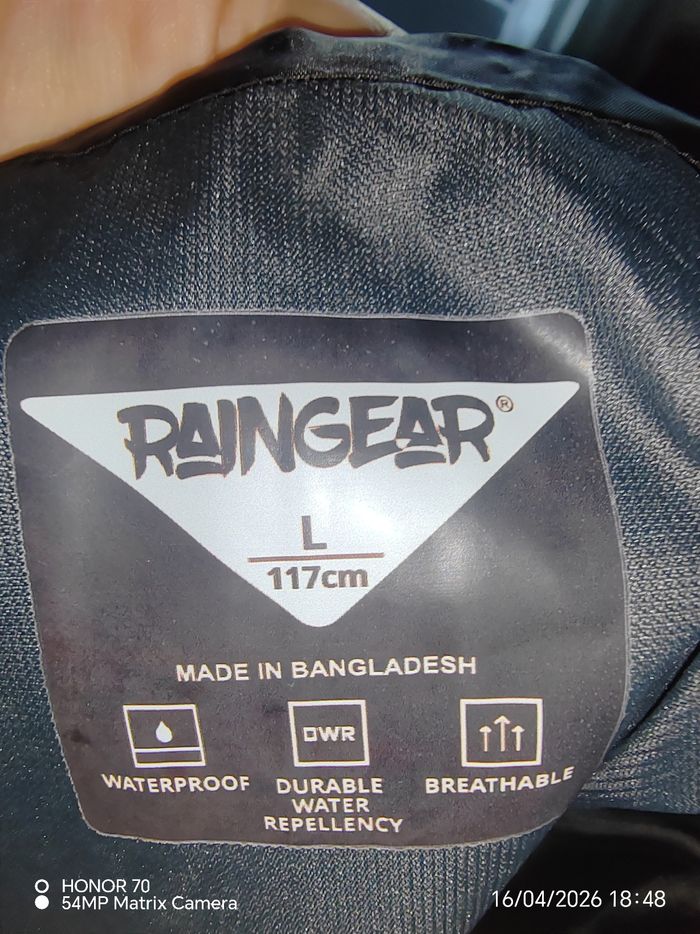 RAINGEAR®
L
117cm
MADE IN BANGLADESH
DWR
WATERPROOF
DURABLE
WATER
REPELLENCY
BREATHABLE
HONOR 70
54MP Matrix Camera
16/04/2026 18:48